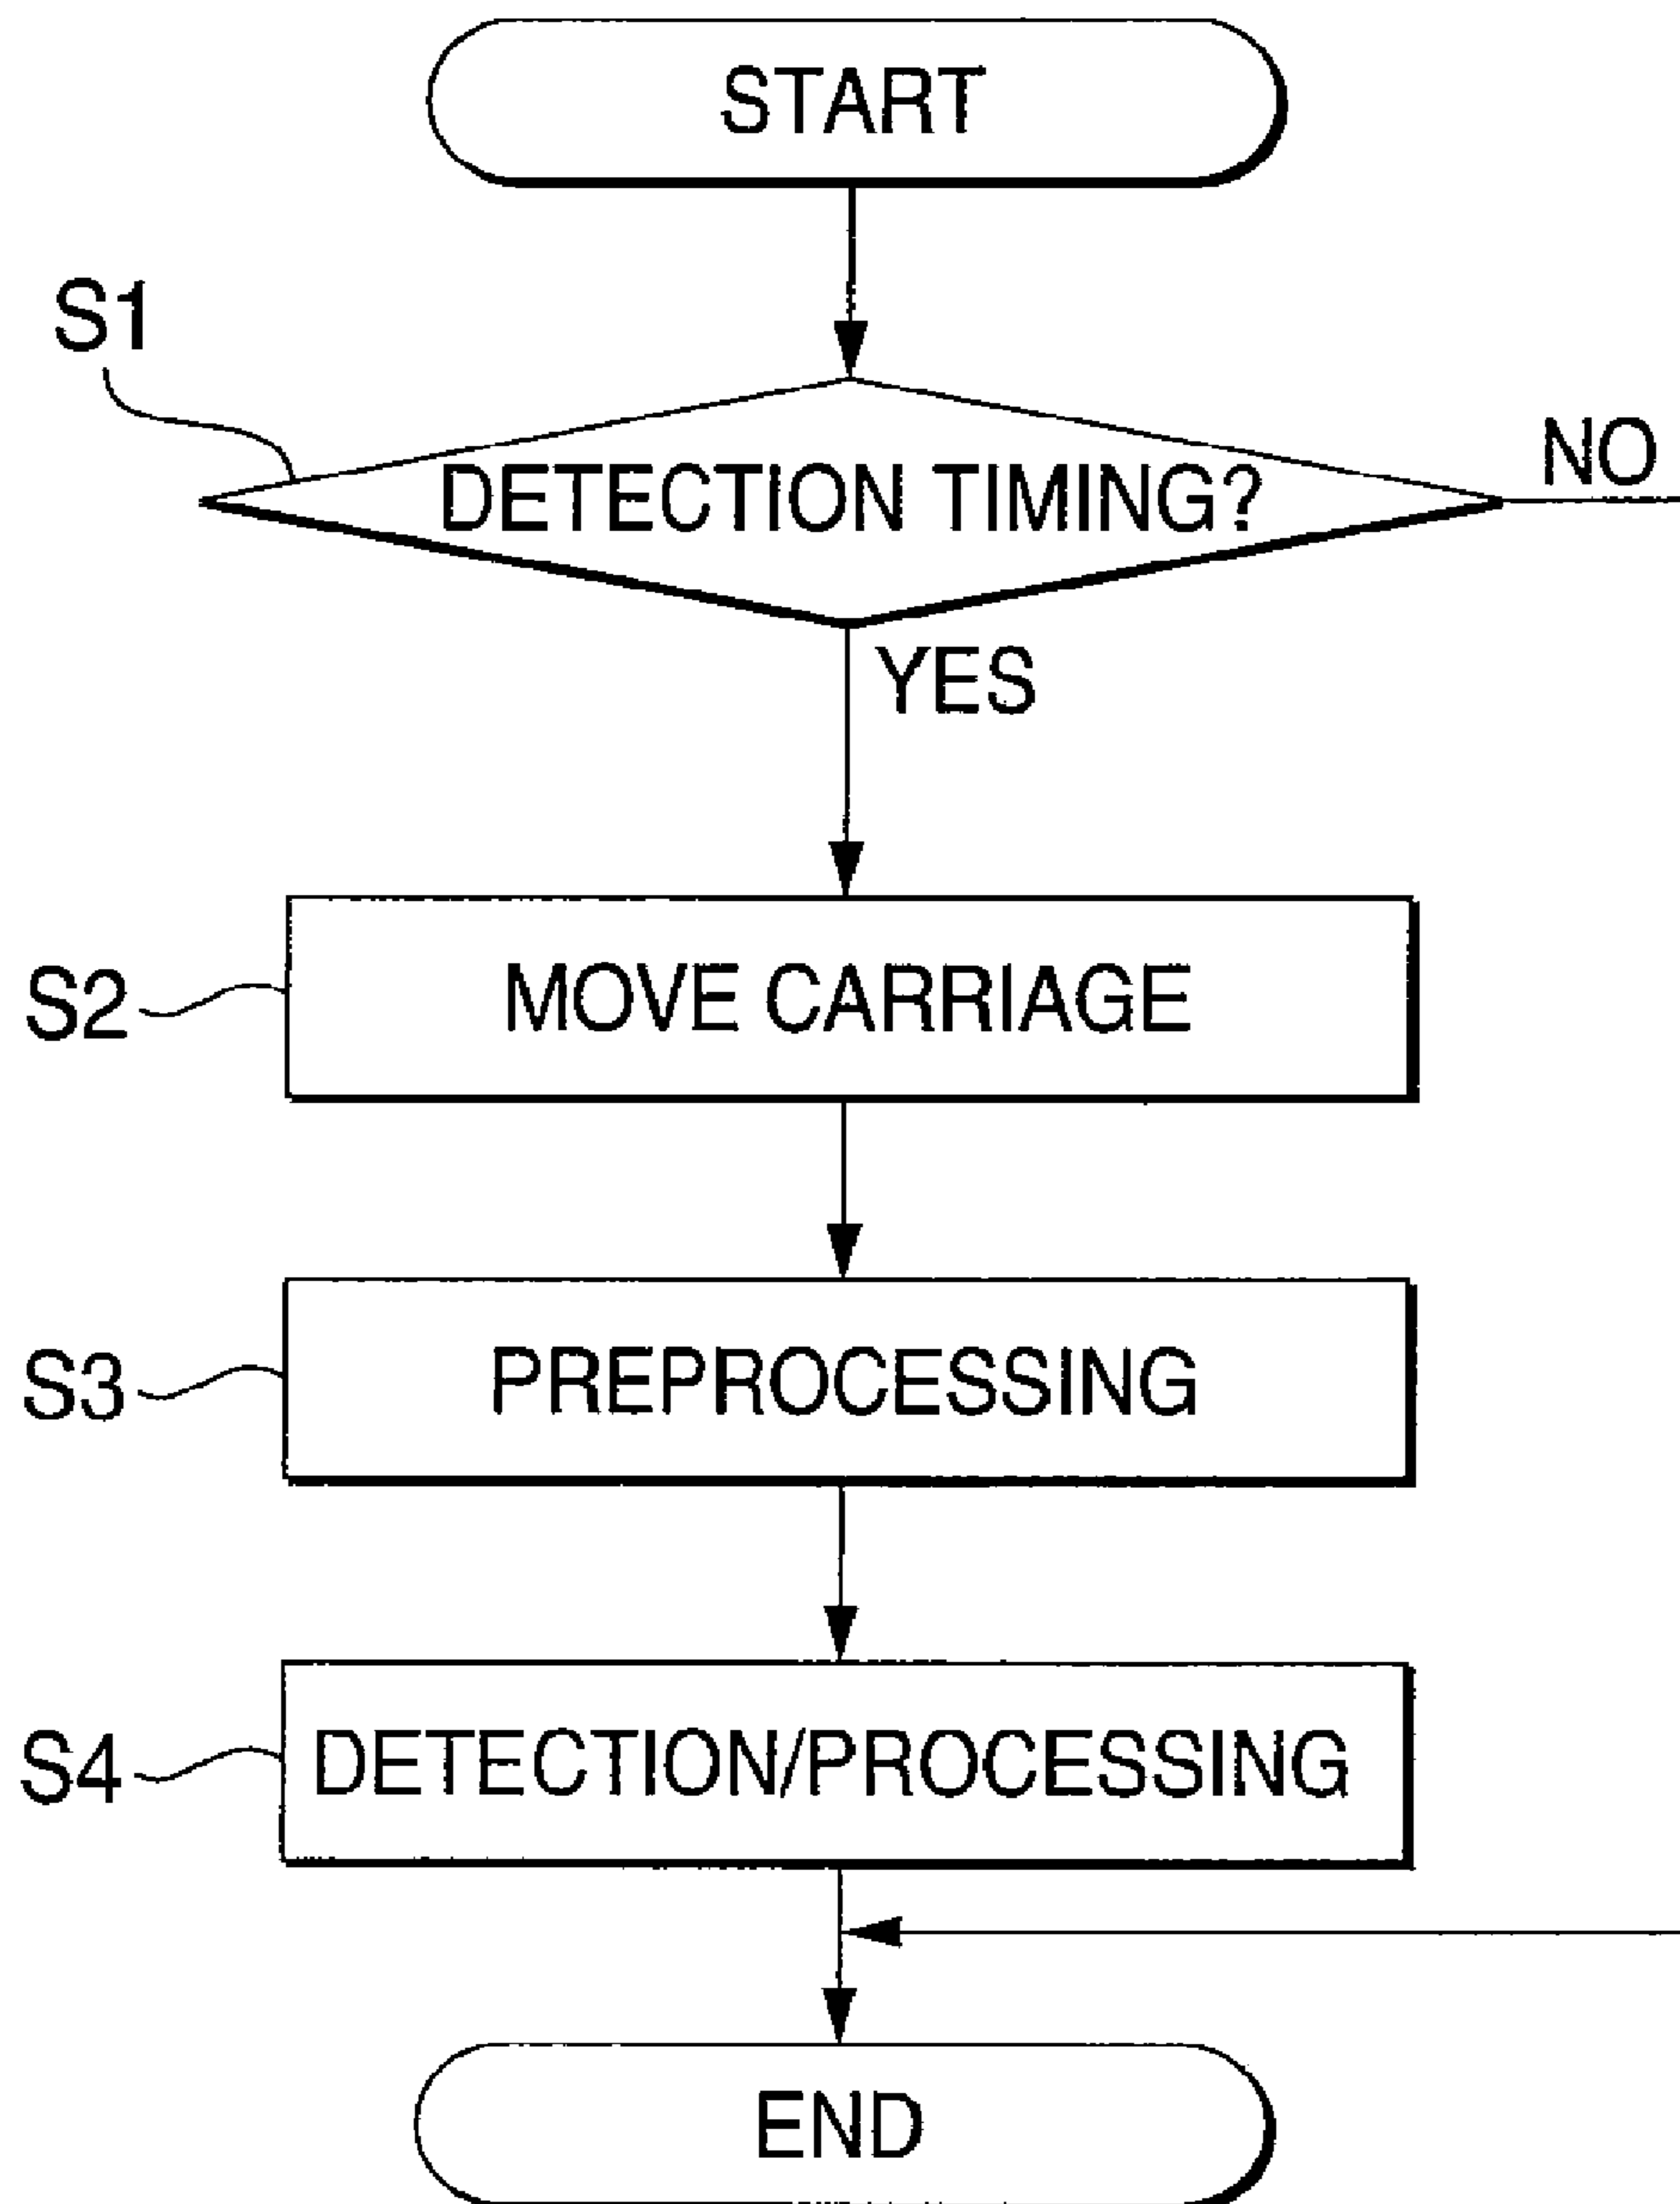 START
S1
DETECTION TIMING?
NO
YES
S2
MOVE CARRIAGE
S3
PREPROCESSING
S4
DETECTION/PROCESSING
END